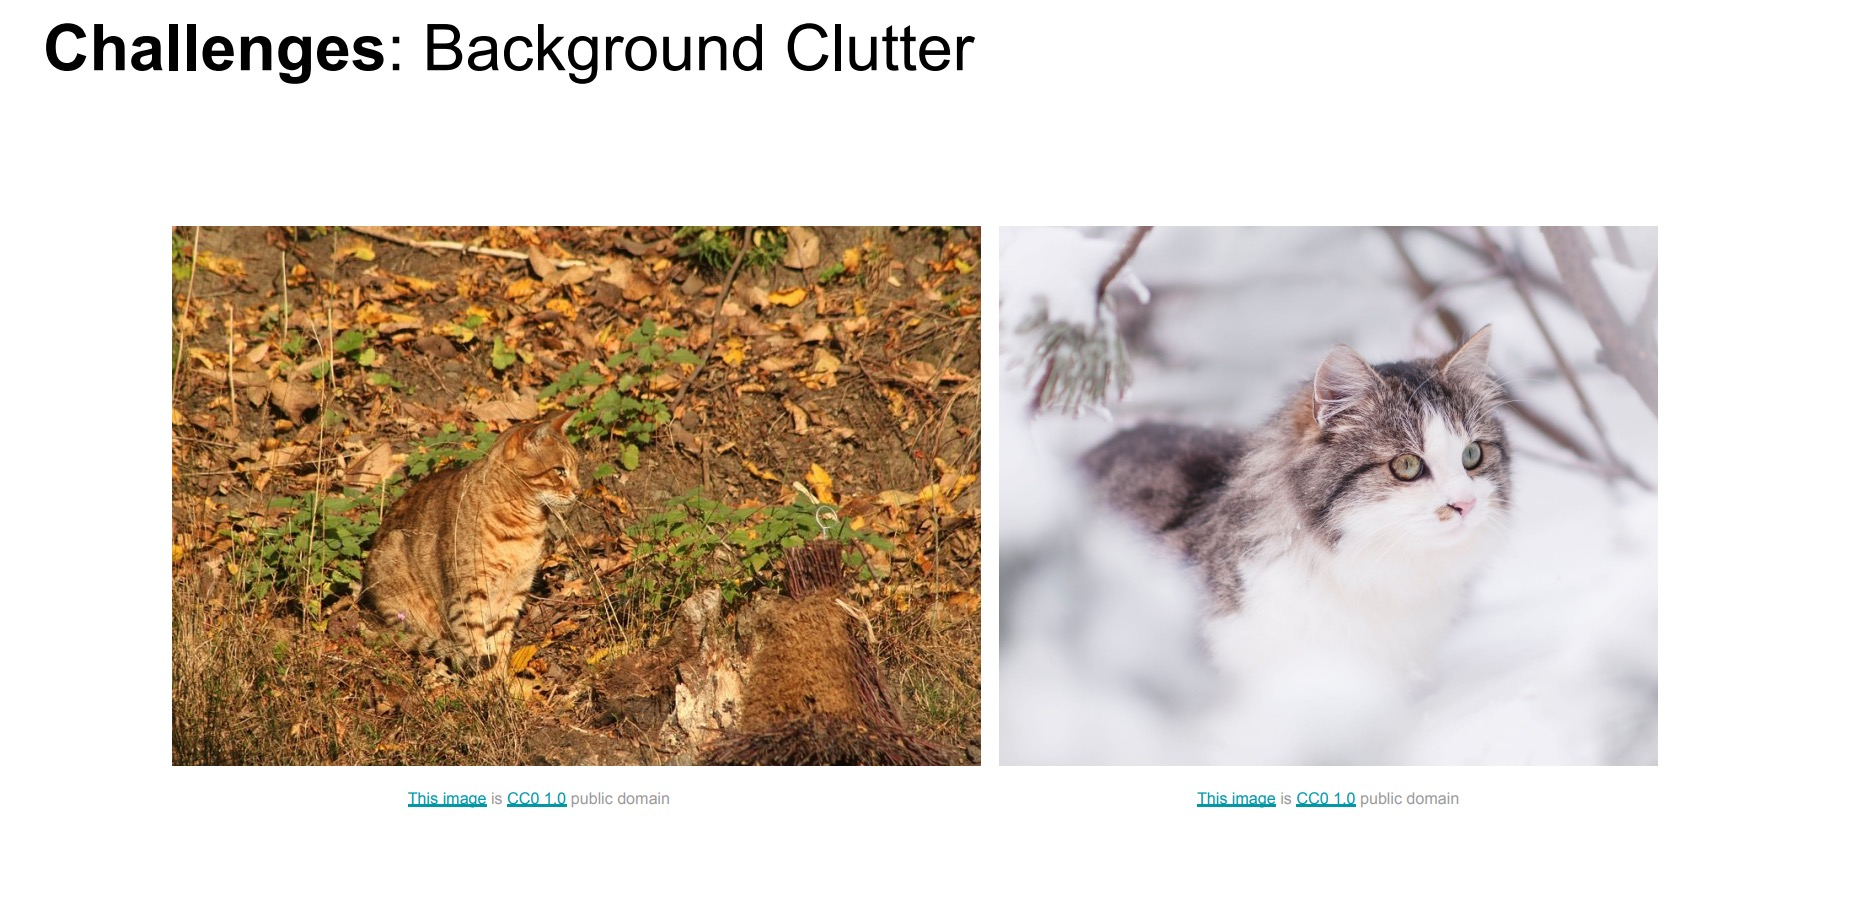 Challenges: Background Clutter
This image is CC0 1.0 public domain
This image is CC0 1.0 public domain